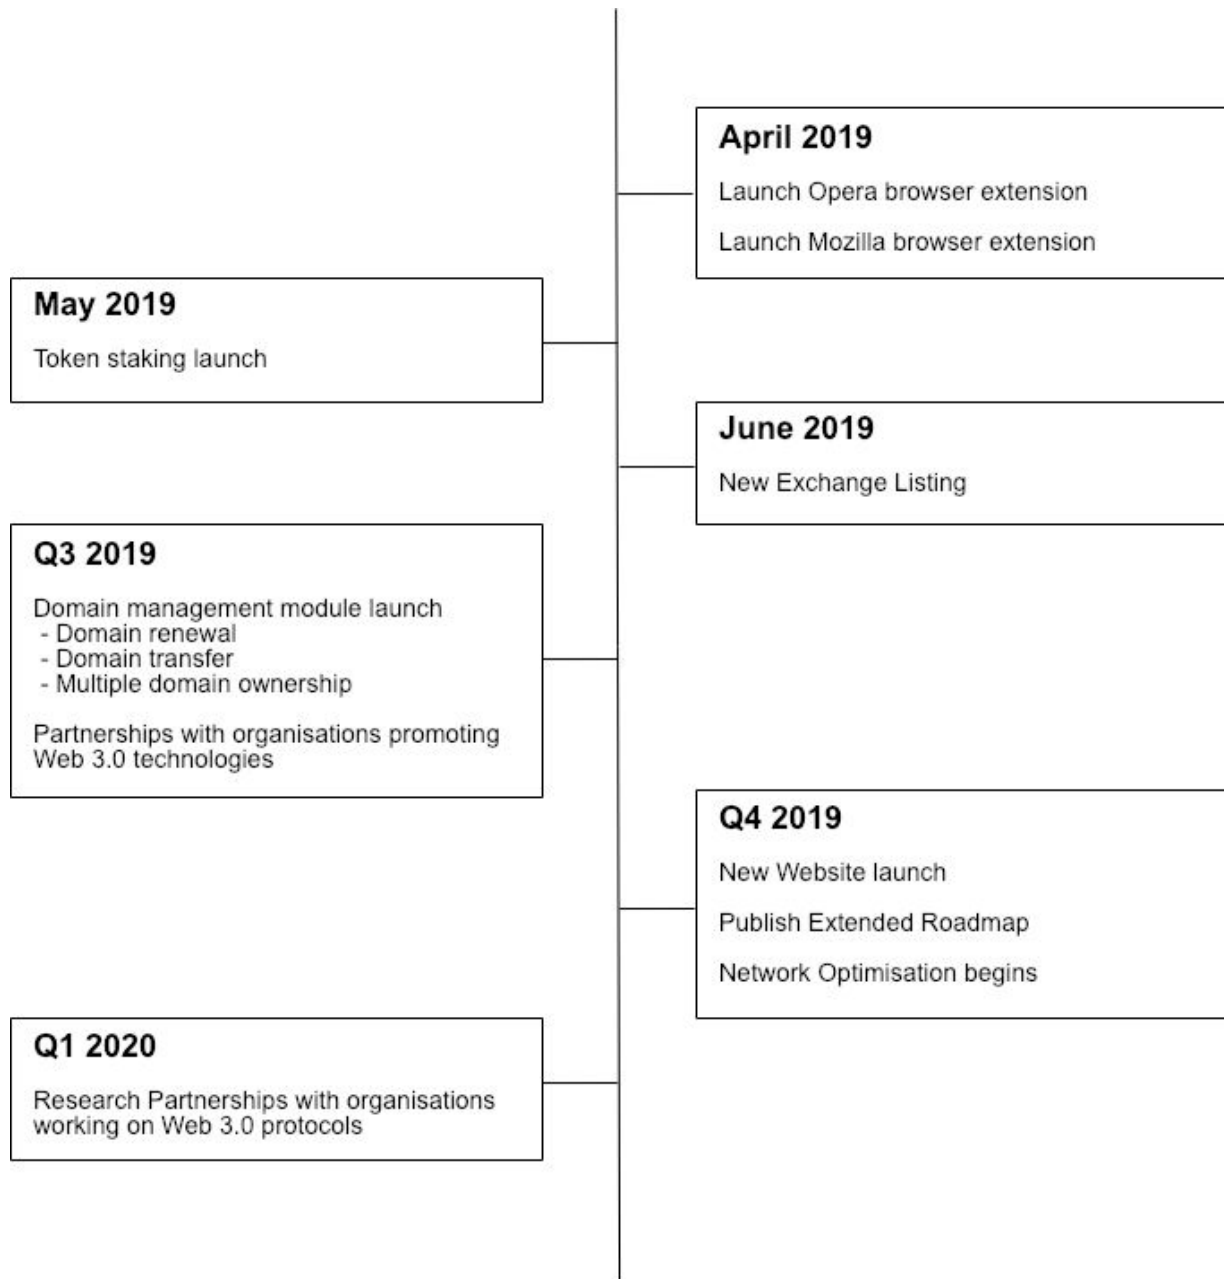 April 2019
Launch Opera browser extension
Launch Mozilla browser extension
May 2019
Token staking launch
June 2019
New Exchange Listing
Q3 2019
Domain management module launch
- Domain renewal
- Domain transfer
- Multiple domain ownership
Partnerships with organisations promoting
Web 3.0 technologies
Q4 2019
New Website launch
Publish Extended Roadmap
Network Optimisation begins
Q1 2020
Research Partnerships with organisations
working on Web 3.0 protocols